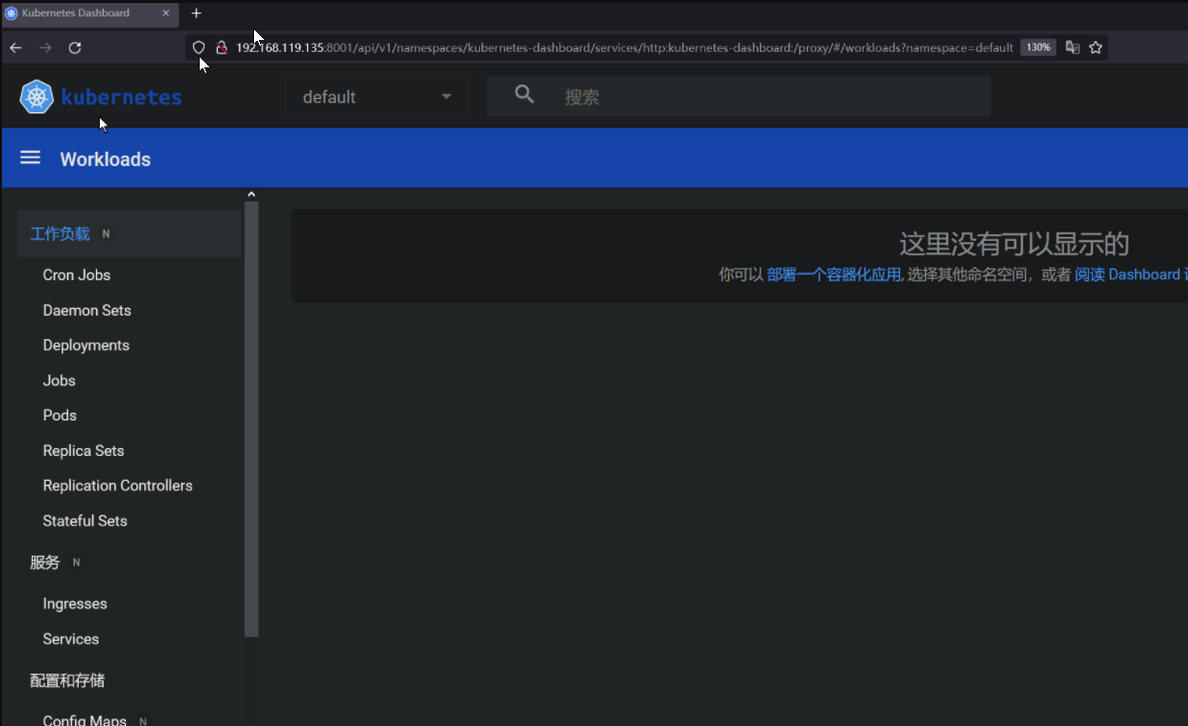 Kubernetes Dashboard
192.168.119.135:8001/api/v1/namespaces/kubernetes-dashboard/services/http:kubernetes-dashboard:/proxy/#/workloads?namespace=default 130%
kubernetes default 搜索
Workloads
工作负载 N
这里没有可以显示的
你可以 部署一个容器化应用, 选择其他命名空间，或者 阅读 Dashboard
Cron Jobs
Daemon Sets
Deployments
Jobs
Pods
Replica Sets
Replication Controllers
Stateful Sets
服务 N
Ingresses
Services
配置和存储
Config Maps N